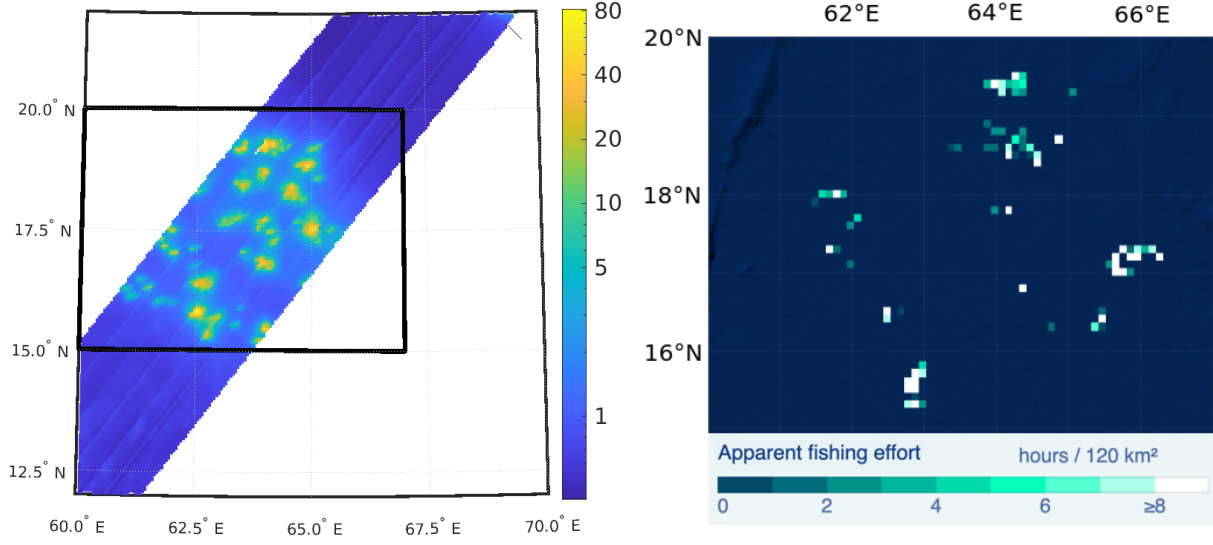 80
40
20
10
5
1
20.0° N
17.5° N
15.0° N
12.5° N
60.0° E
62.5° E
65.0° E
67.5° E
70.0° E
62°E
64°E
66°E
20°N
18°N
16°N
Apparent fishing effort
hours / 120 km²
0
2
4
6
≥8